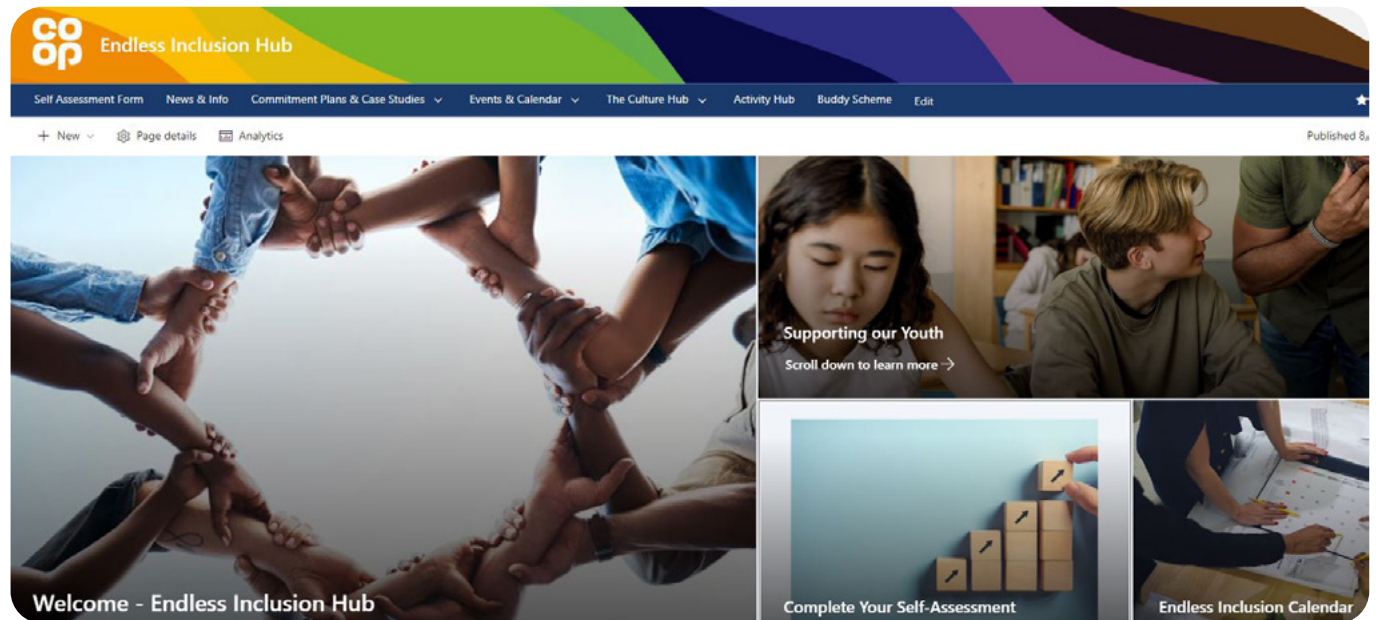 CO
OP
Endless Inclusion Hub
Self Assessment Form News & Info Commitment Plans & Case Studies Events & Calendar The Culture Hub Activity Hub Buddy Scheme Edit
+ New Page details Analytics
Published 8
Supporting our Youth
Scroll down to learn more →
Welcome - Endless Inclusion Hub
Complete Your Self-Assessment
Endless Inclusion Calendar